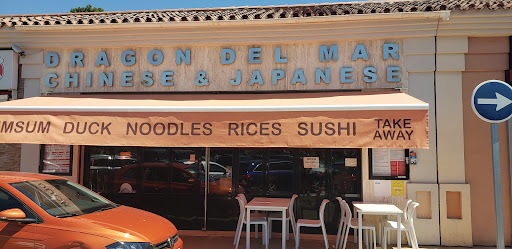 DRAGON DEL MAR
CHINESE & JAPANESE
MSUM DUCK NOODLES RICES SUSHI TAKE
AWAY